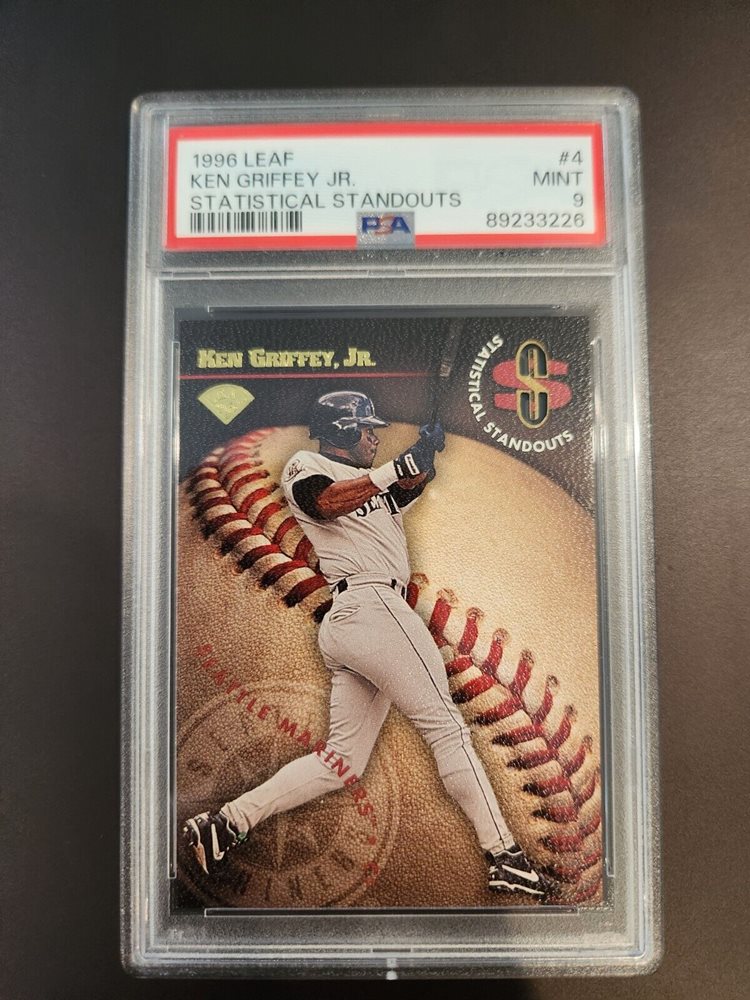 1996 LEAF #4
KEN GRIFFEY JR. MINT
STATISTICAL STANDOUTS 9
PSA 89233226
KEN GRIFFEY, JR.
STATISTICAL STANDOUTS
SEATTLE MARINERS